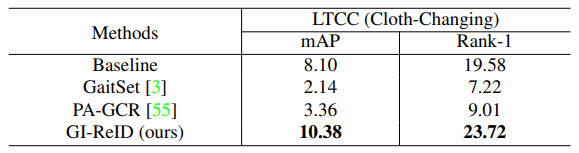 Methods LTCC (Cloth-Changing)
mAP Rank-1
Baseline 8.10 19.58
GaitSet [3] 2.14 7.22
PA-GCR [55] 3.36 9.01
GI-ReID (ours) 10.38 23.72